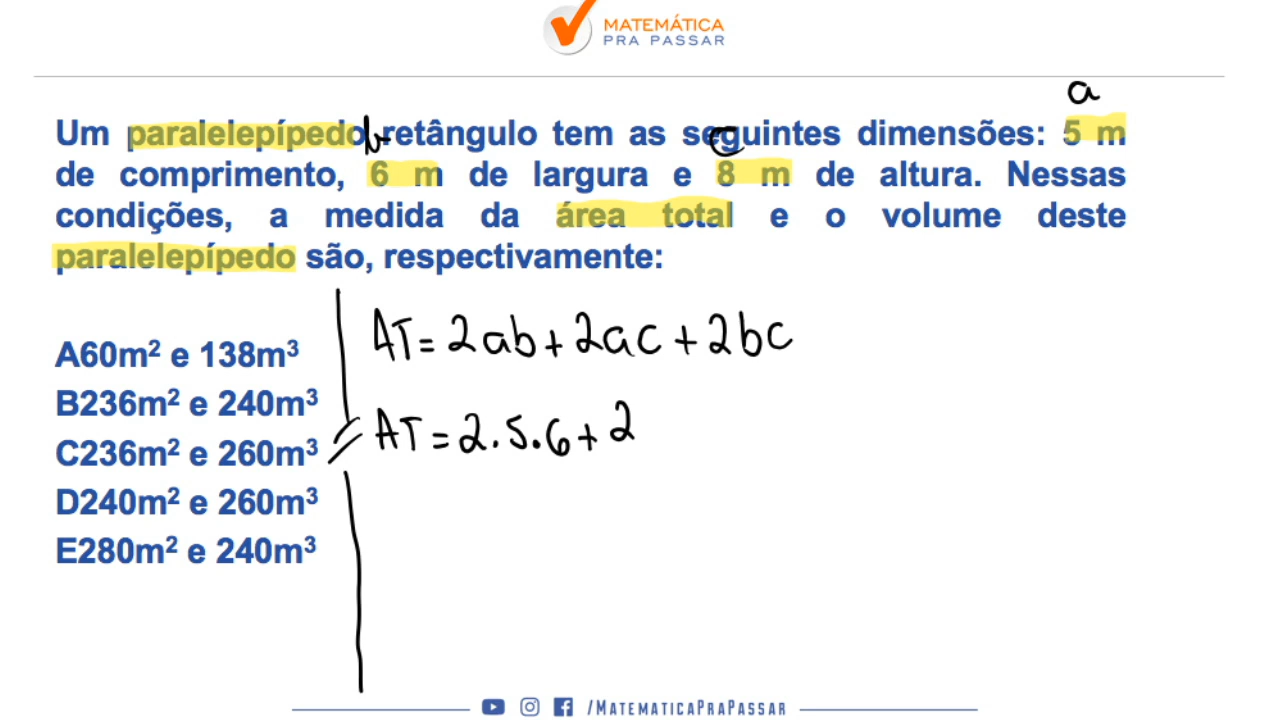 MATEMÁTICA
PRA PASSAR
a
Um paralelepípedo retângulo tem as seguintes dimensões: 5 m
b
c
de comprimento, 6 m de largura e 8 m de altura. Nessas
condições, a medida da área total e o volume deste
paralelepípedo são, respectivamente:
AT = 2ab + 2ac + 2bc
A60m² e 138m³
B236m² e 240m³
AT = 2.5.6 + 2
C236m² e 260m³
D240m² e 260m³
E280m² e 240m³
/MATEMATICAPRAPASSAR